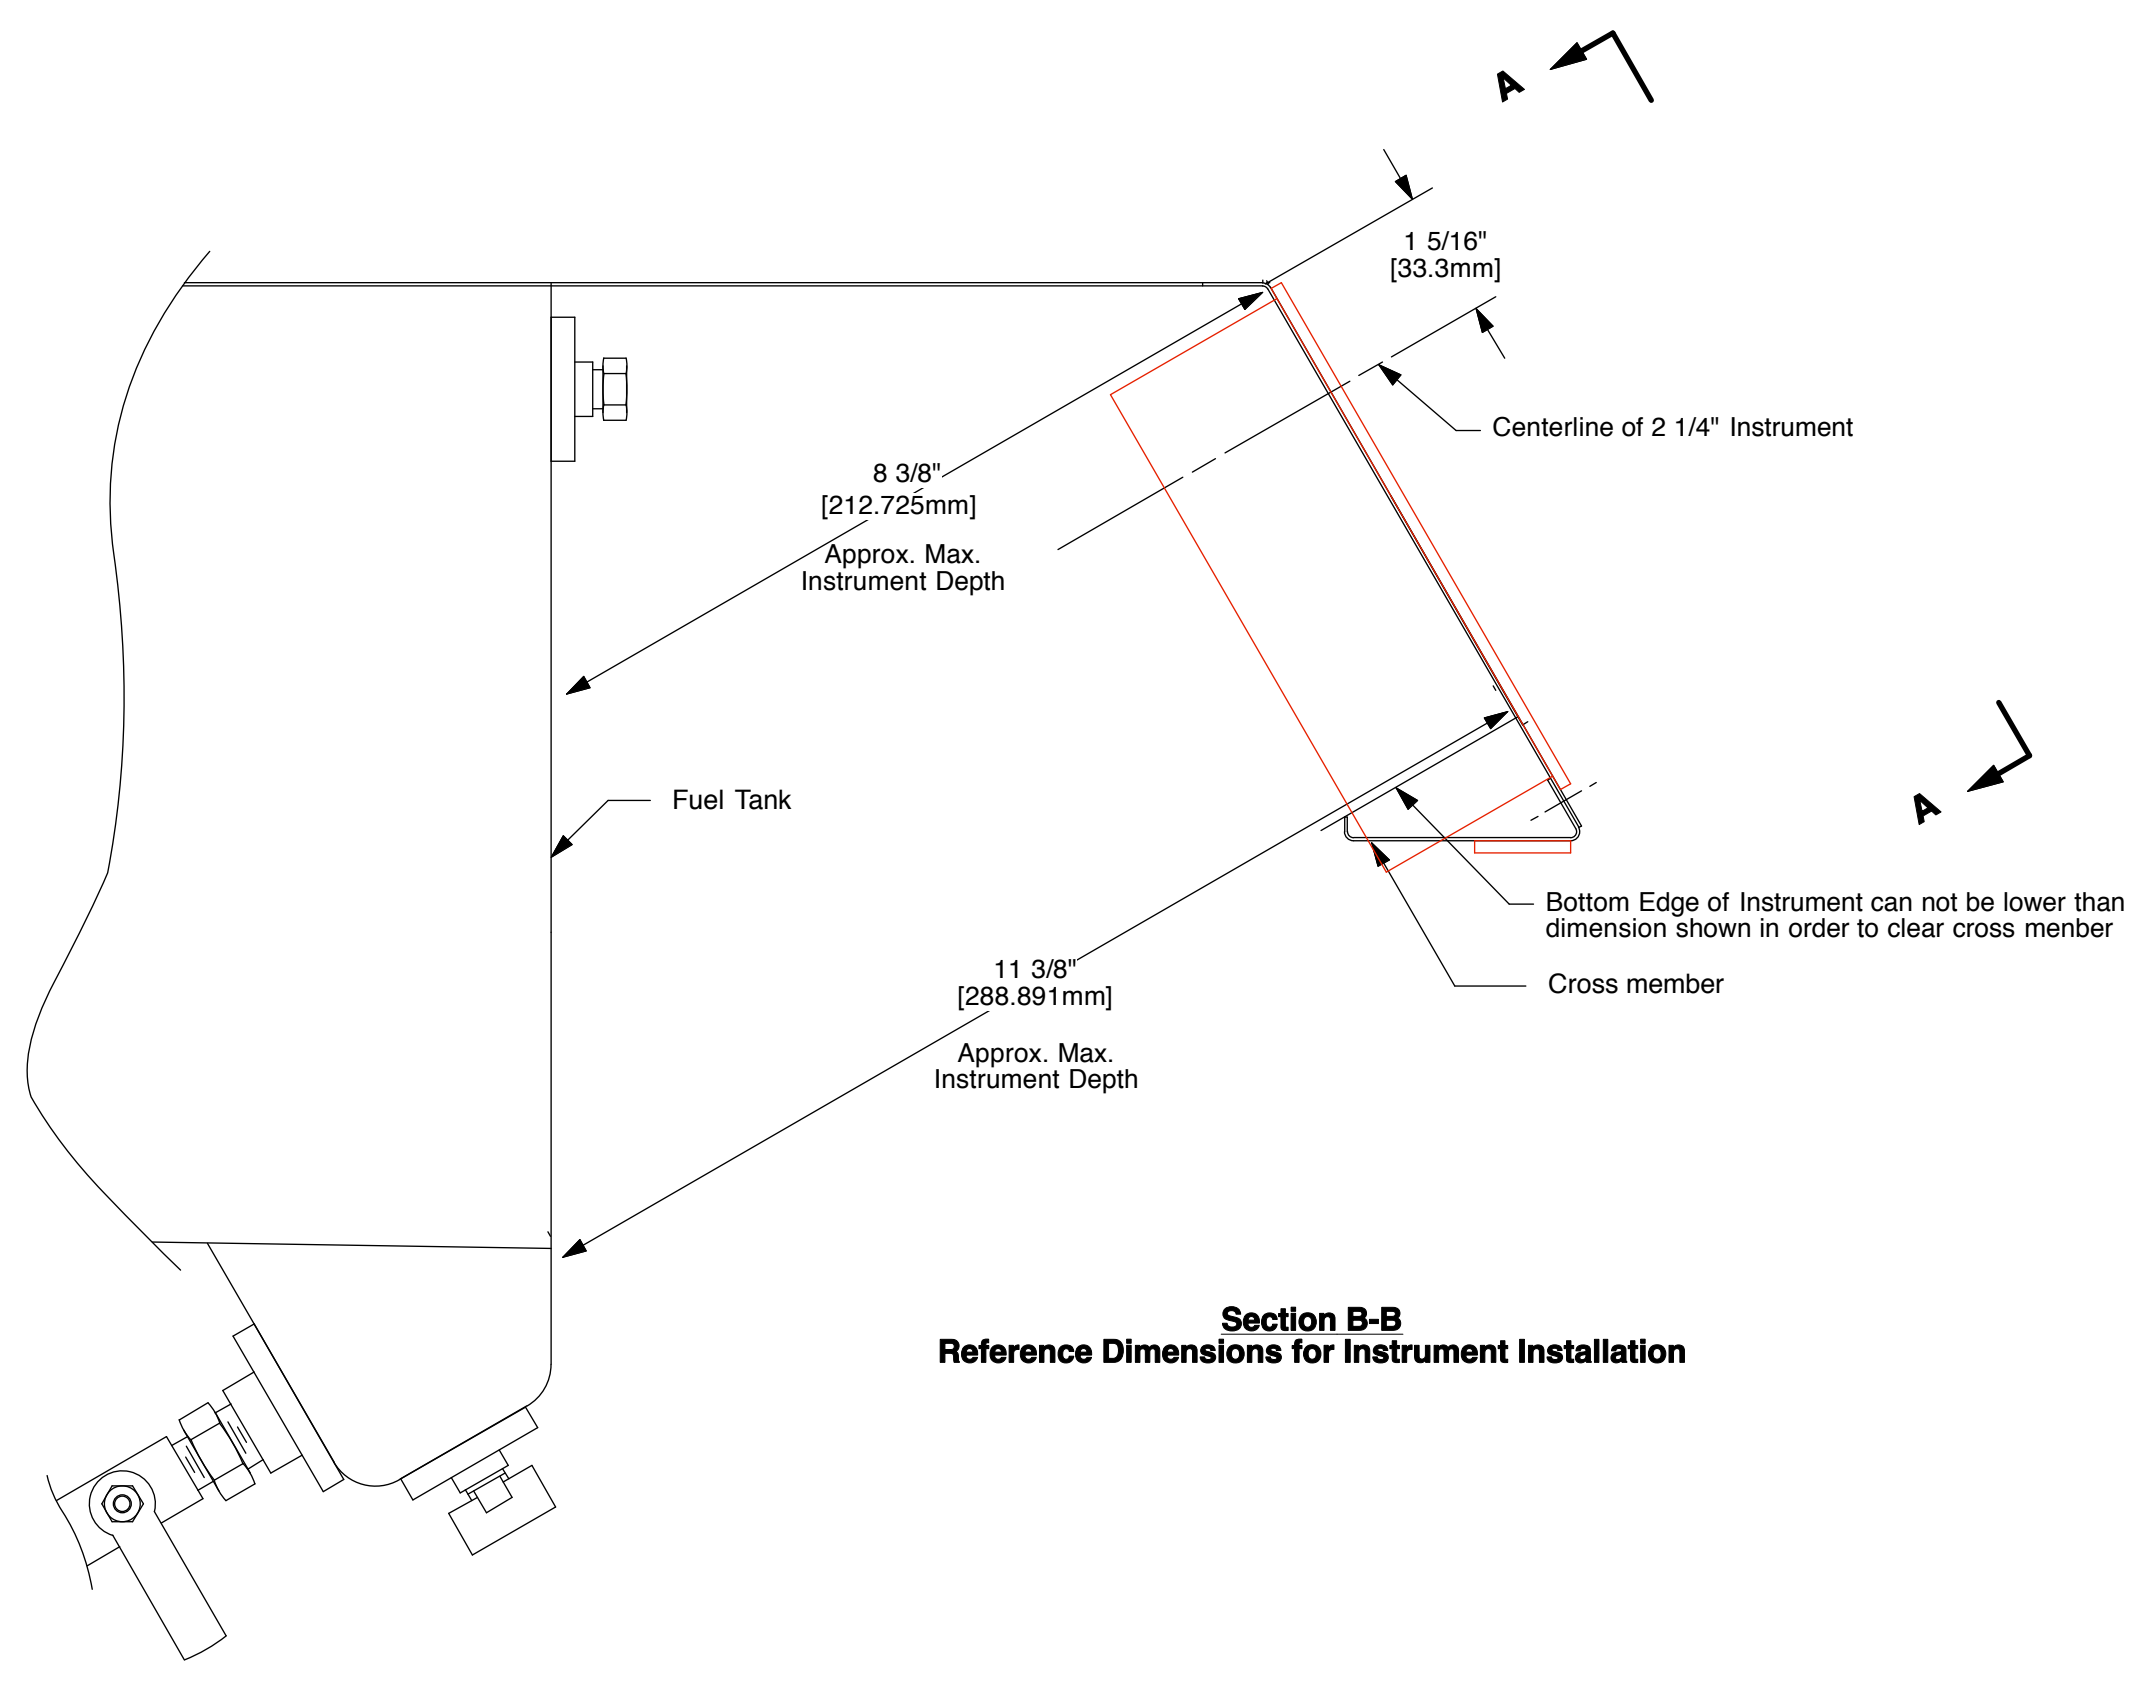 A
1 5/16"
[33.3mm]
Centerline of 2 1/4" Instrument
8 3/8"
[212.725mm]
Approx. Max.
Instrument Depth
Fuel Tank
A
Bottom Edge of Instrument can not be lower than
dimension shown in order to clear cross menber
Cross member
11 3/8"
[288.891mm]
Approx. Max.
Instrument Depth
Section B-B
Reference Dimensions for Instrument Installation